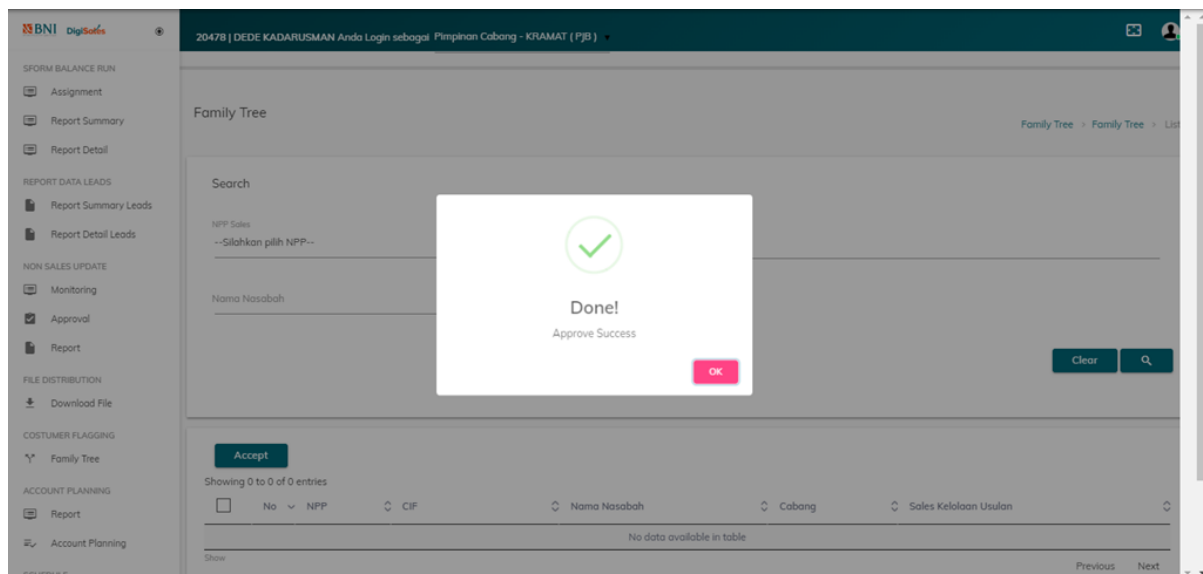 BNI DigiSales
20478 | DEDE KADARUSMAN Anda Login sebagai Pimpinan Cabang - KRAMAT ( PJB )
SFORM BALANCE RUN
Assignment
Report Summary
Report Detail
REPORT DATA LEADS
Report Summary Leads
Report Detail Leads
NON SALES UPDATE
Monitoring
Approval
Report
FILE DISTRIBUTION
Download File
COSTUMER FLAGGING
Family Tree
ACCOUNT PLANNING
Report
Account Planning
SCHEDULE
Family Tree
Family Tree > Family Tree > List
Search
NPP Sales
--Silahkan pilih NPP--
Nama Nasabah
Done!
Approve Success
OK
Clear
Accept
Showing 0 to 0 of 0 entries
No NPP CIF Nama Nasabah Cabang Sales Kelolaan Usulan
No data available in table
Show
Previous Next